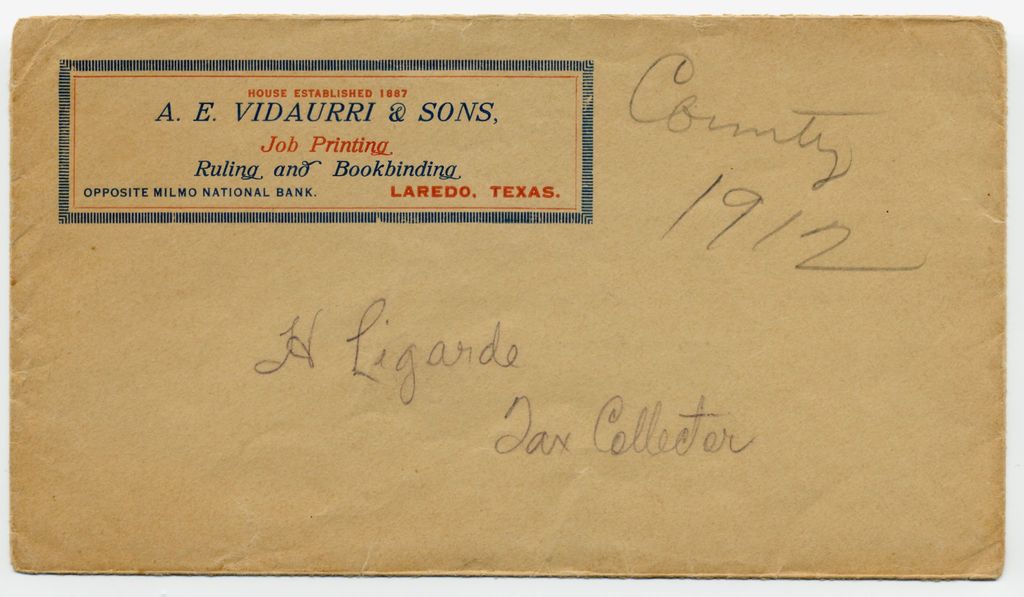 HOUSE ESTABLISHED 1887
A. E. VIDAURRI & SONS,
Job Printing
Ruling and Bookbinding
OPPOSITE MILMO NATIONAL BANK. LAREDO, TEXAS.
County
1912
H Ligarde
Tax Collector